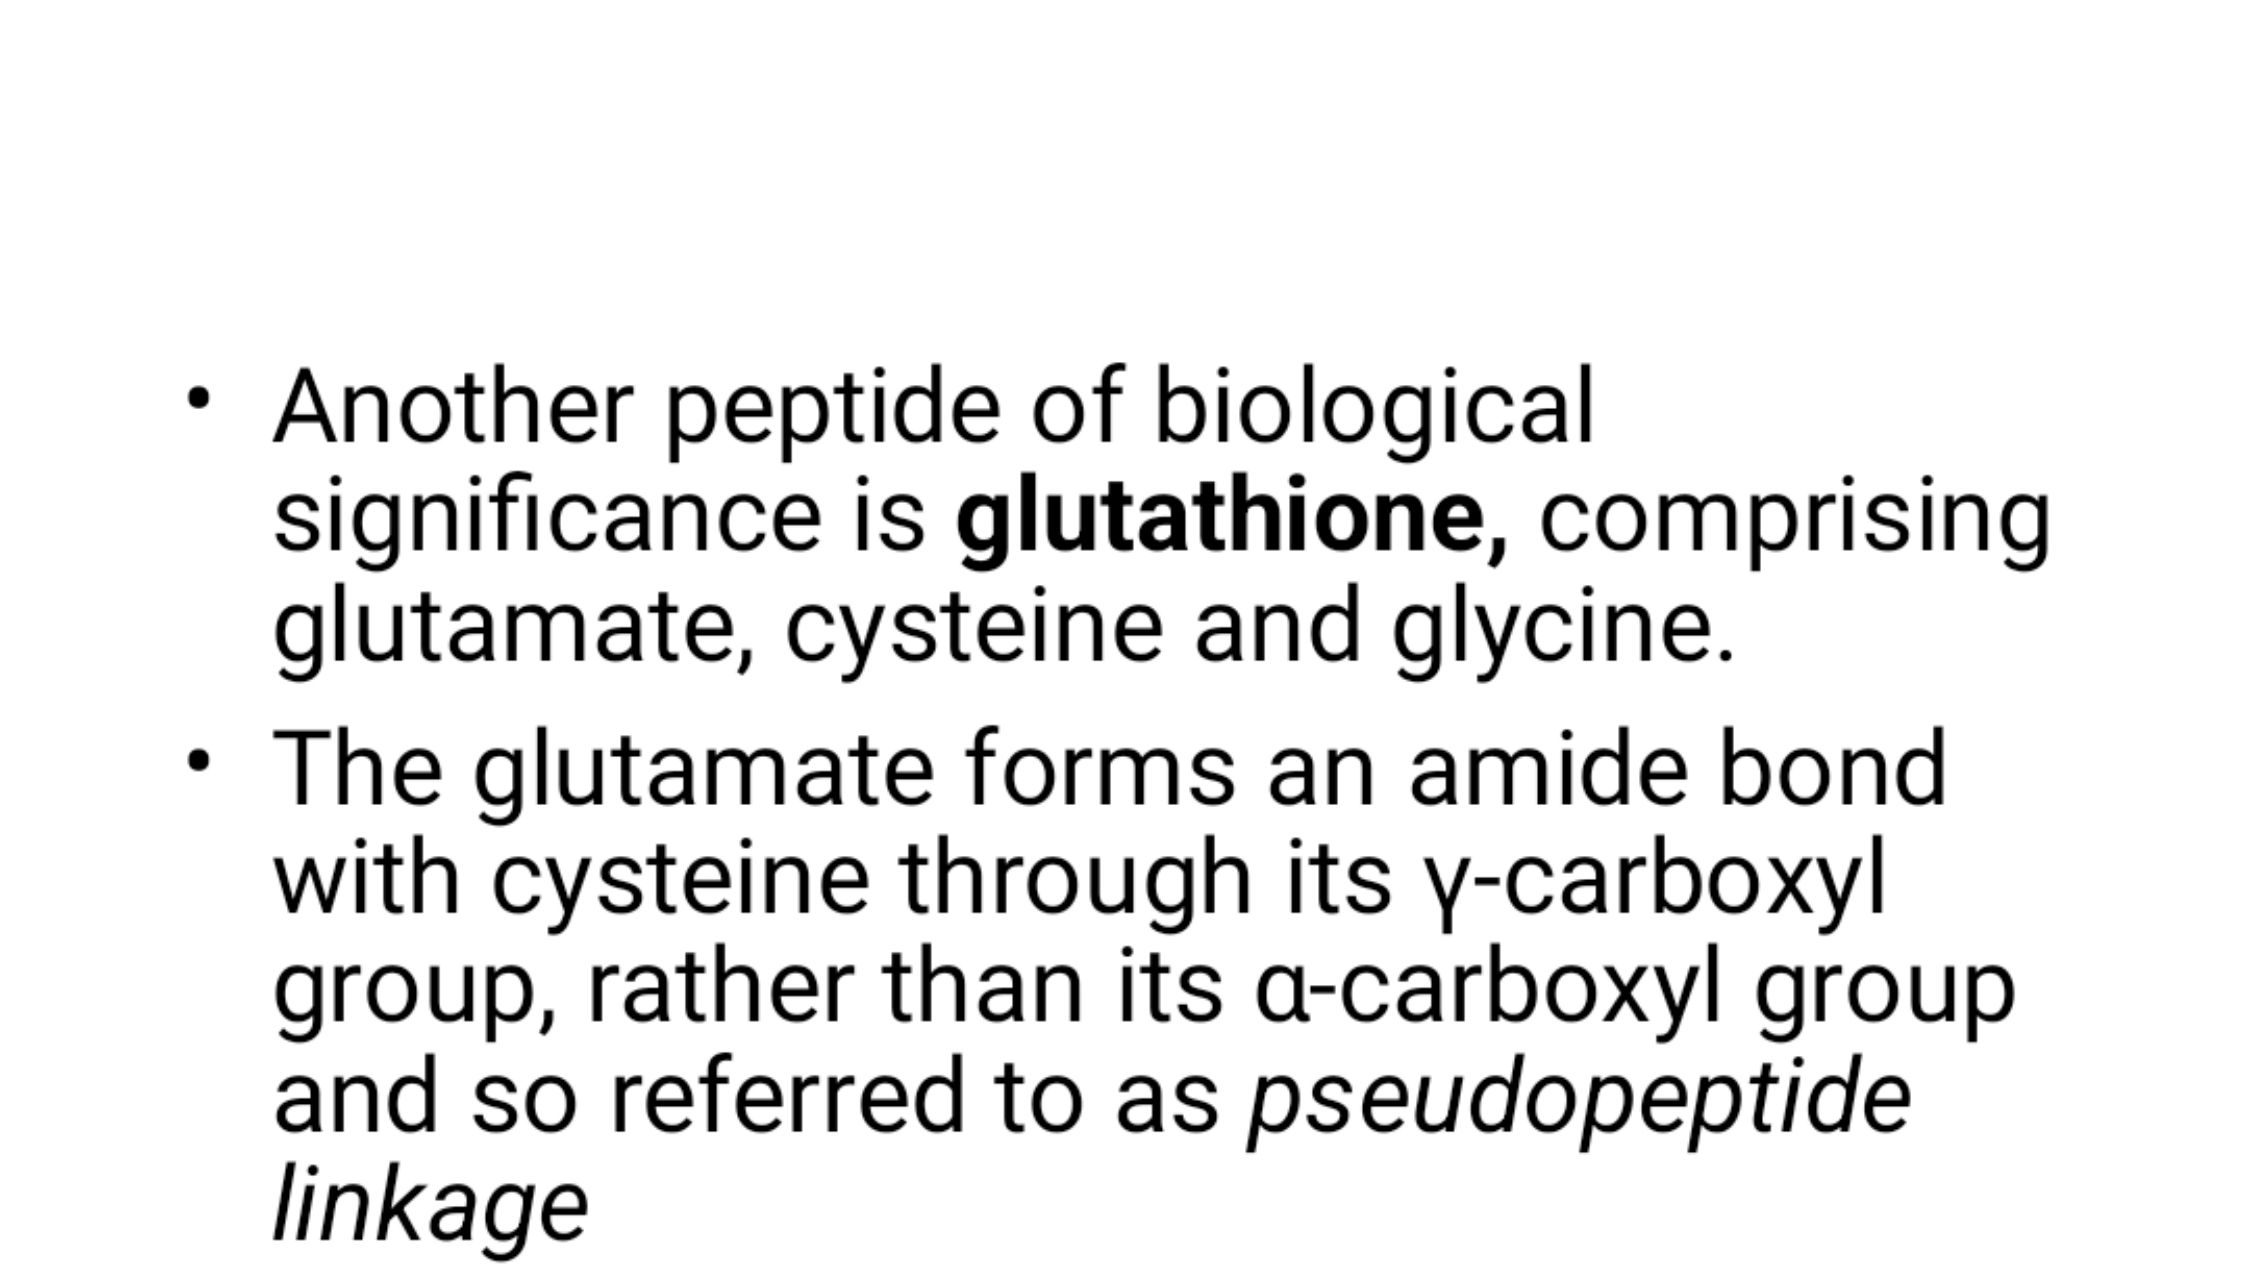 • Another peptide of biological
significance is glutathione, comprising
glutamate, cysteine and glycine.
• The glutamate forms an amide bond
with cysteine through its γ-carboxyl
group, rather than its α-carboxyl group
and so referred to as pseudopeptide
linkage